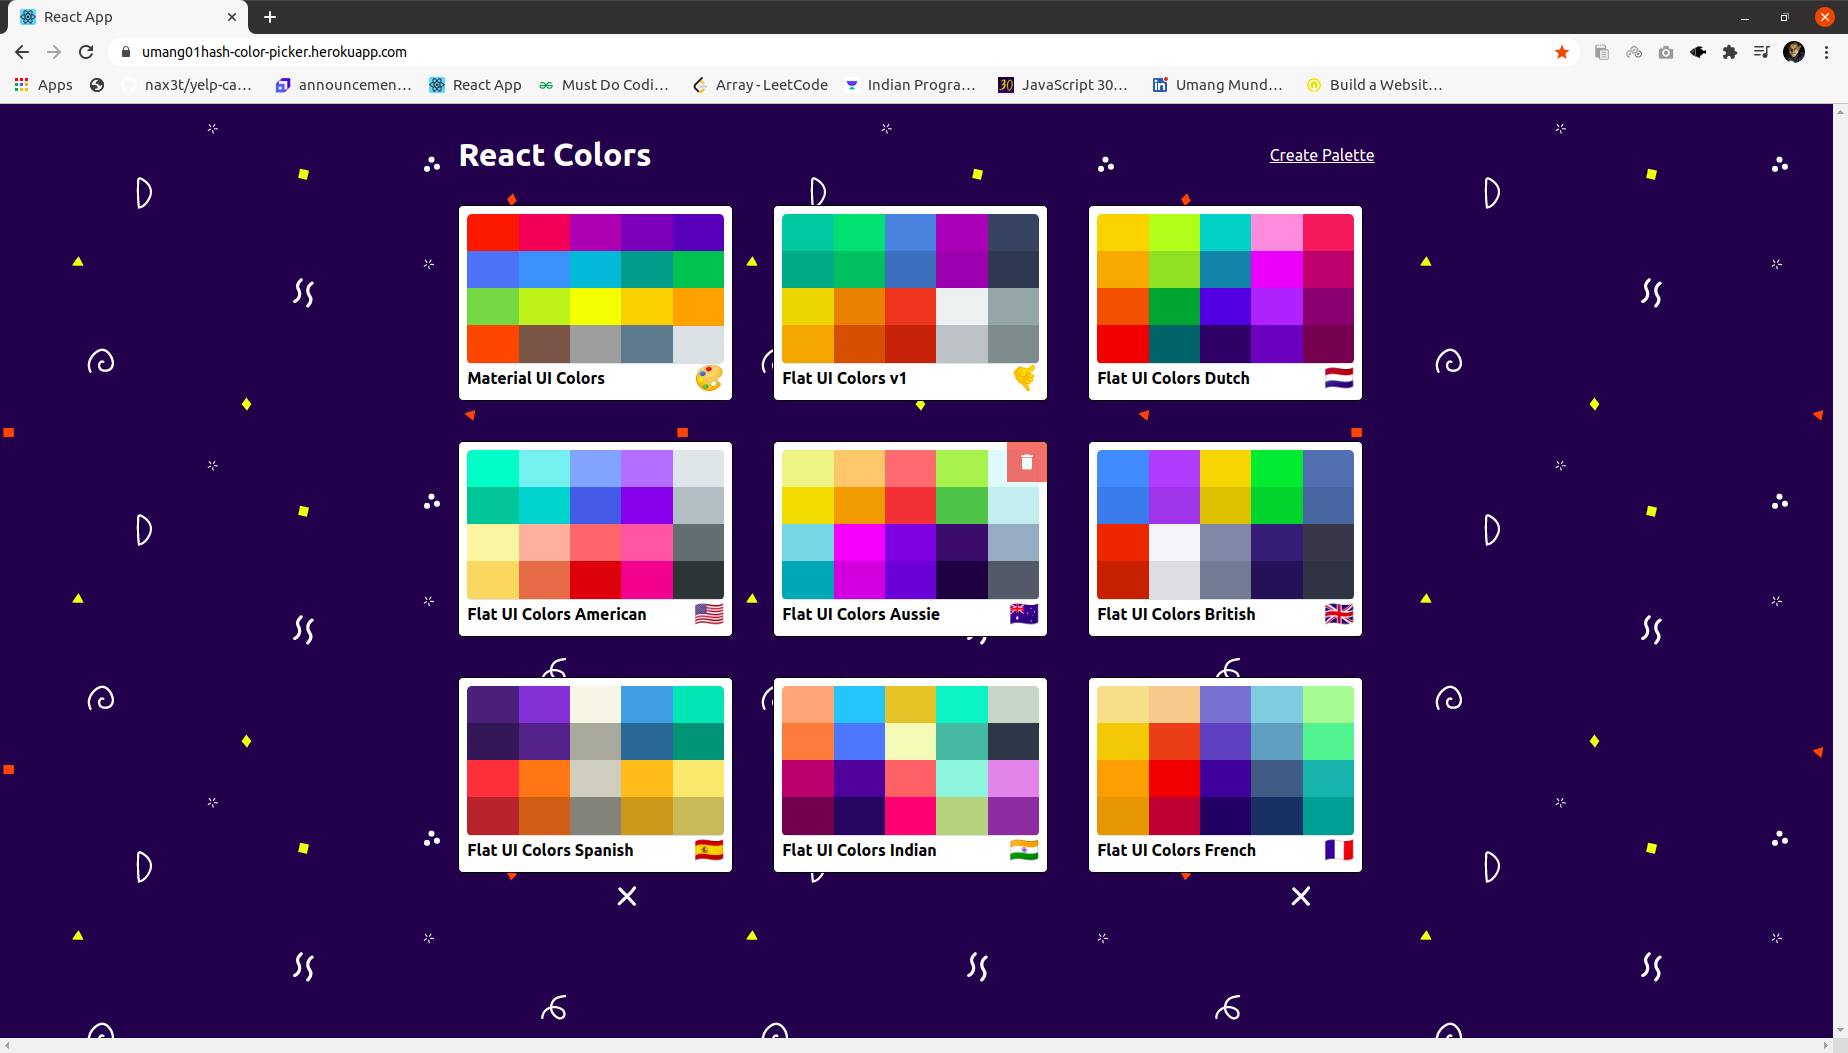 React App
umang01hash-color-picker.herokuapp.com
Apps
nax3t/yelp-ca...
announcemen...
React App
Must Do Codi...
Array - LeetCode
Indian Progra...
JavaScript 30...
Umang Mund...
Build a Websit...
React Colors
Create Palette
Material UI Colors
Flat UI Colors v1
Flat UI Colors Dutch
Flat UI Colors American
Flat UI Colors Aussie
Flat UI Colors British
Flat UI Colors Spanish
Flat UI Colors Indian
Flat UI Colors French